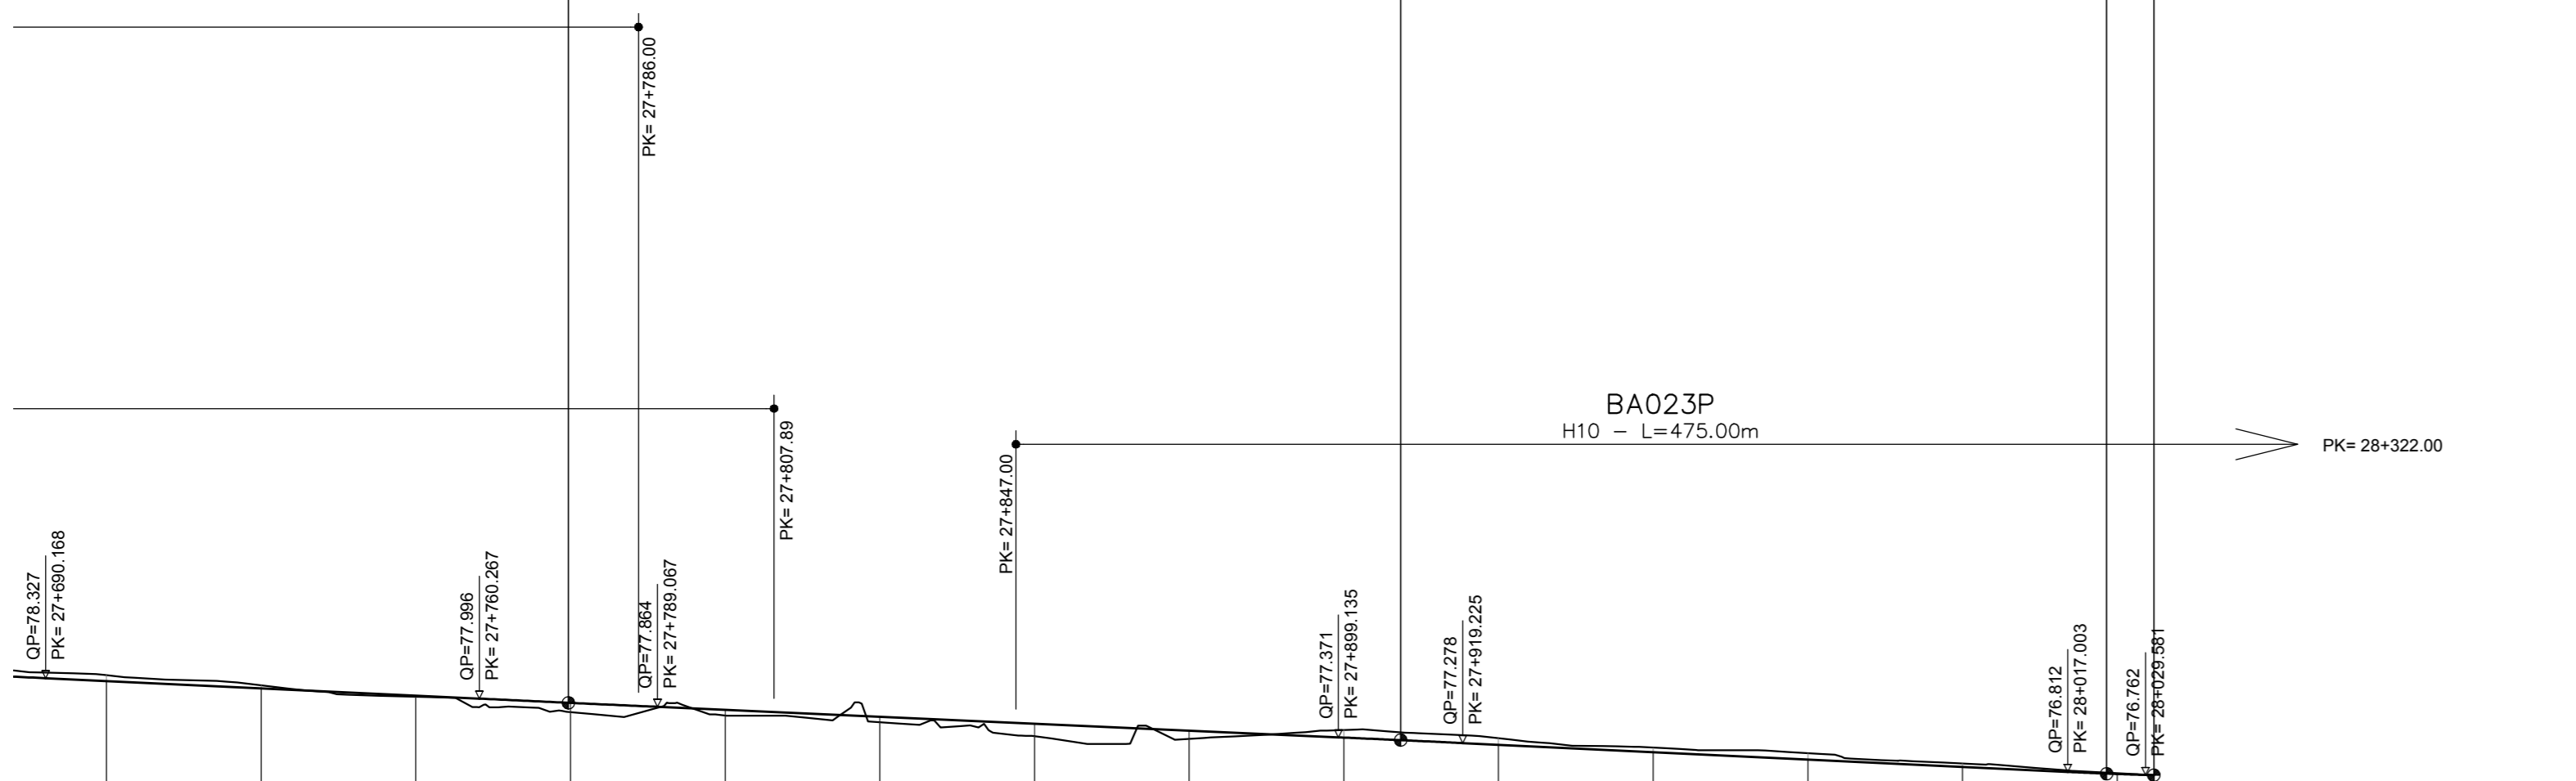 PK= 27+786.00
PK= 27+807.89
BA023P
H10 – L=475.00m
PK= 28+322.00
PK= 27+847.00
QP=78.327
PK= 27+690.168
QP=77.996
PK= 27+760.267
QP=77.864
PK= 27+789.067
QP=77.371
PK= 27+899.135
QP=77.278
PK= 27+919.225
QP=76.812
PK= 28+017.003
QP=76.762
PK= 28+029.581